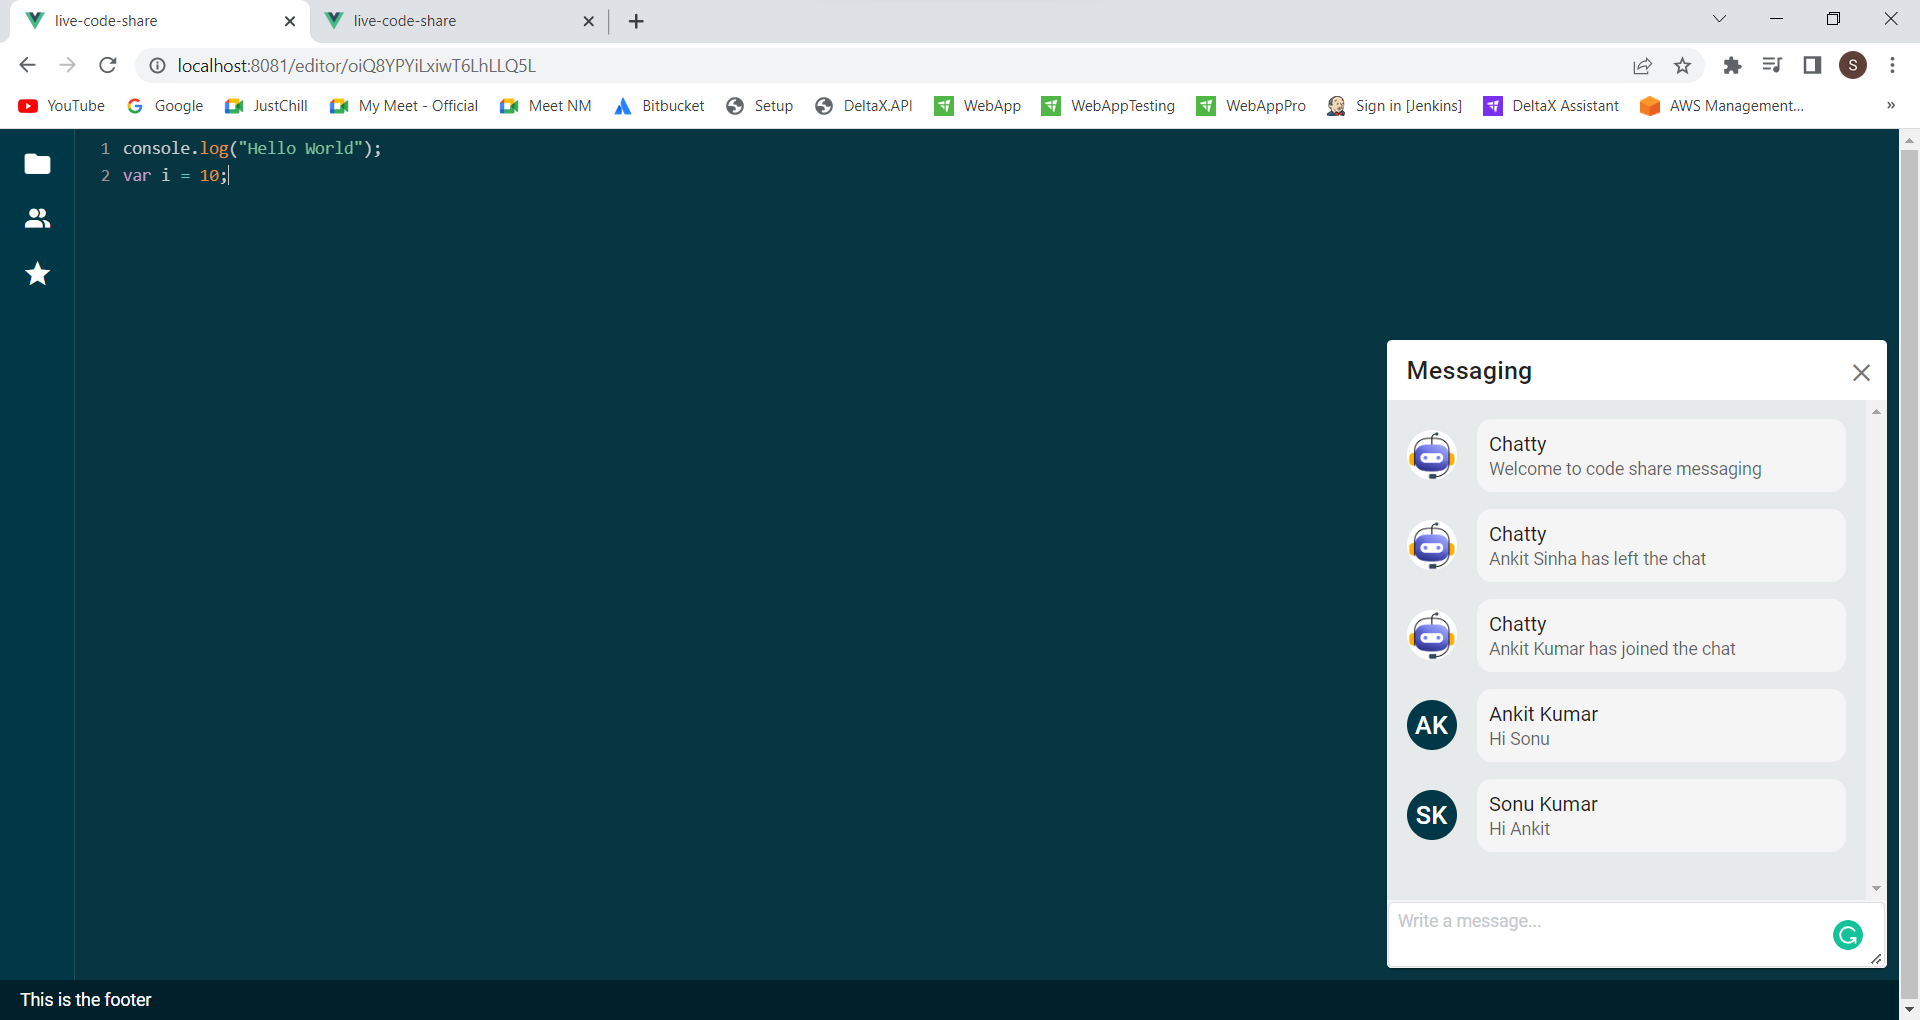 live-code-share
live-code-share
localhost:8081/editor/oiQ8YPYiLxiwT6LhLLQ5L
S
YouTube
Google
JustChill
My Meet - Official
Meet NM
Bitbucket
Setup
DeltaX.API
WebApp
WebAppTesting
WebAppPro
Sign in [Jenkins]
DeltaX Assistant
AWS Management...
»
1 console.log("Hello World");
2 var i = 10;
Messaging
Chatty
Welcome to code share messaging
Chatty
Ankit Sinha has left the chat
Chatty
Ankit Kumar has joined the chat
AK
Ankit Kumar
Hi Sonu
SK
Sonu Kumar
Hi Ankit
Write a message...
This is the footer